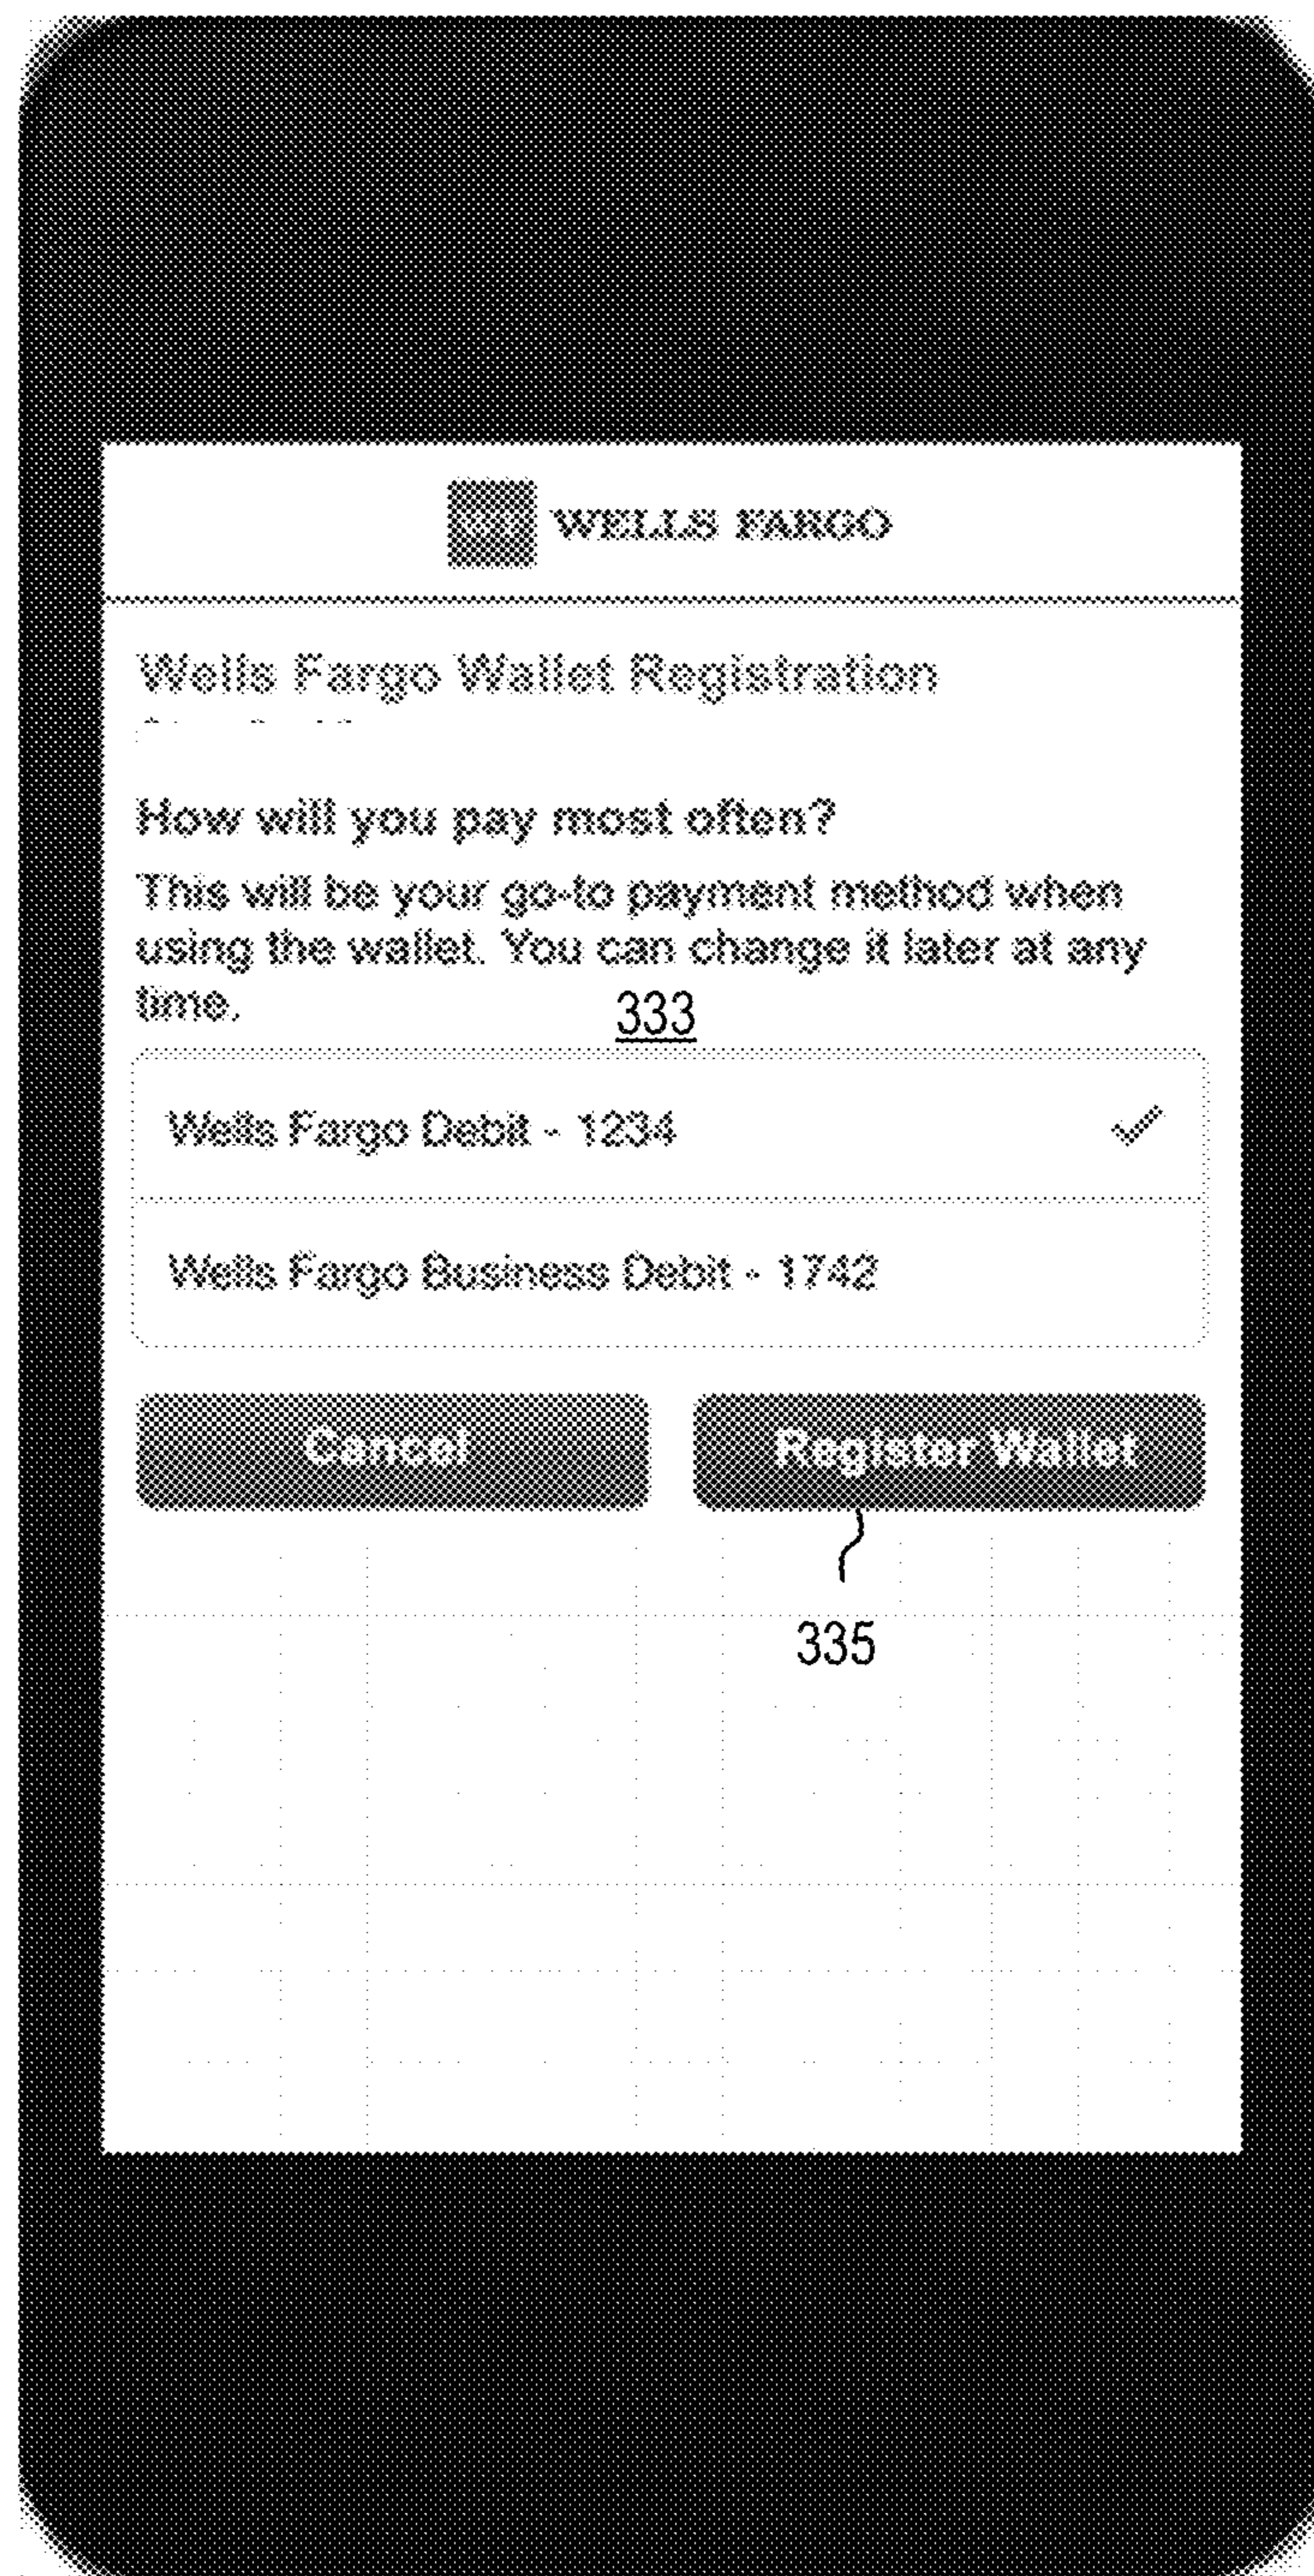 WELLS FARGO
Wells Fargo Wallet Registration
How will you pay most often?
This will be your go-to payment method when
using the wallet. You can change it later at any
time.
333
Wells Fargo Debit - 1234
Wells Fargo Business Debit - 1742
Cancel
Register Wallet
335